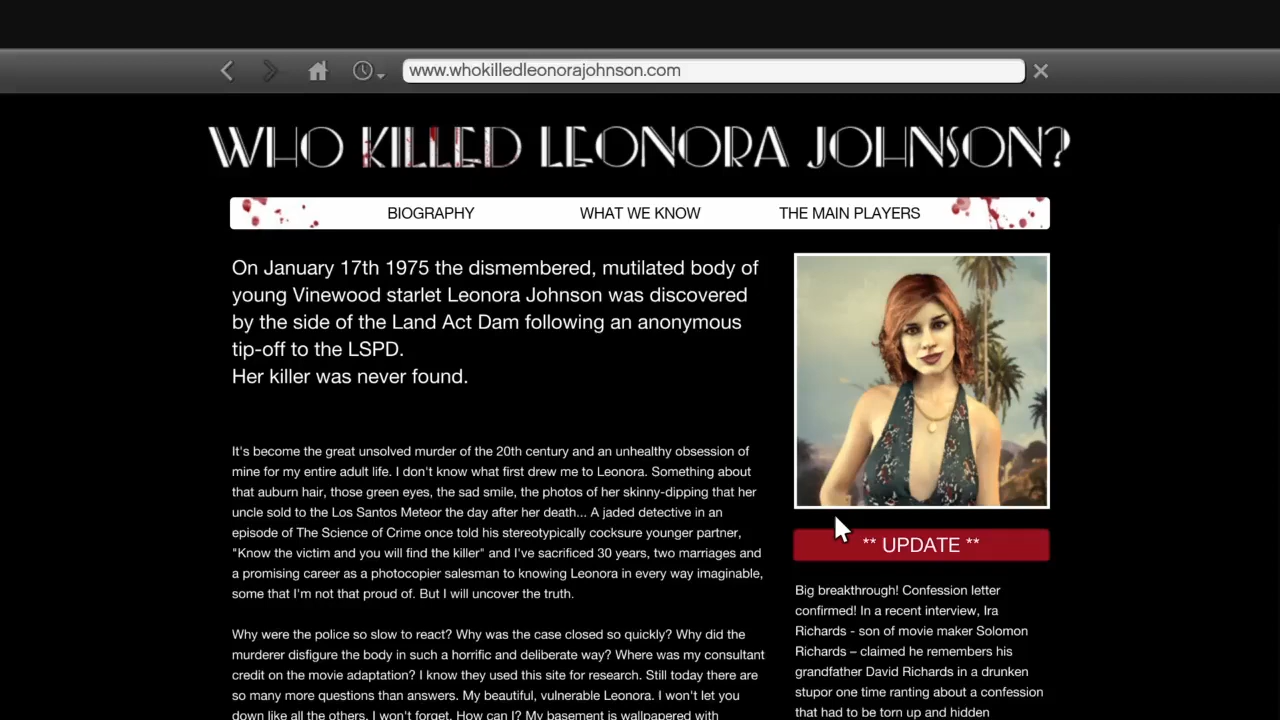 www.whokilledleonorajohnson.com
WHO KILLED LEONORA JOHNSON?
BIOGRAPHY
WHAT WE KNOW
THE MAIN PLAYERS
On January 17th 1975 the dismembered, mutilated body of
young Vinewood starlet Leonora Johnson was discovered
by the side of the Land Act Dam following an anonymous
tip-off to the LSPD.
Her killer was never found.
It's become the great unsolved murder of the 20th century and an unhealthy obsession of
mine for my entire adult life. I don't know what first drew me to Leonora. Something about
that auburn hair, those green eyes, the sad smile, the photos of her skinny-dipping that her
uncle sold to the Los Santos Meteor the day after her death... A jaded detective in an
episode of The Science of Crime once told his stereotypically cocksure younger partner,
"Know the victim and you will find the killer" and I've sacrificed 30 years, two marriages and
a promising career as a photocopier salesman to knowing Leonora in every way imaginable,
some that I'm not that proud of. But I will uncover the truth.
Why were the police so slow to react? Why was the case closed so quickly? Why did the
murderer disfigure the body in such a horrific and deliberate way? Where was my consultant
credit on the movie adaptation? I know they used this site for research. Still today there are
so many more questions than answers. My beautiful, vulnerable Leonora. I won't let you
down like all the others. I won't forget. How can I? My basement is wallpapered with
** UPDATE **
Big breakthrough! Confession letter
confirmed! In a recent interview, Ira
Richards - son of movie maker Solomon
Richards – claimed he remembers his
grandfather David Richards in a drunken
stupor one time ranting about a confession
that had to be torn up and hidden